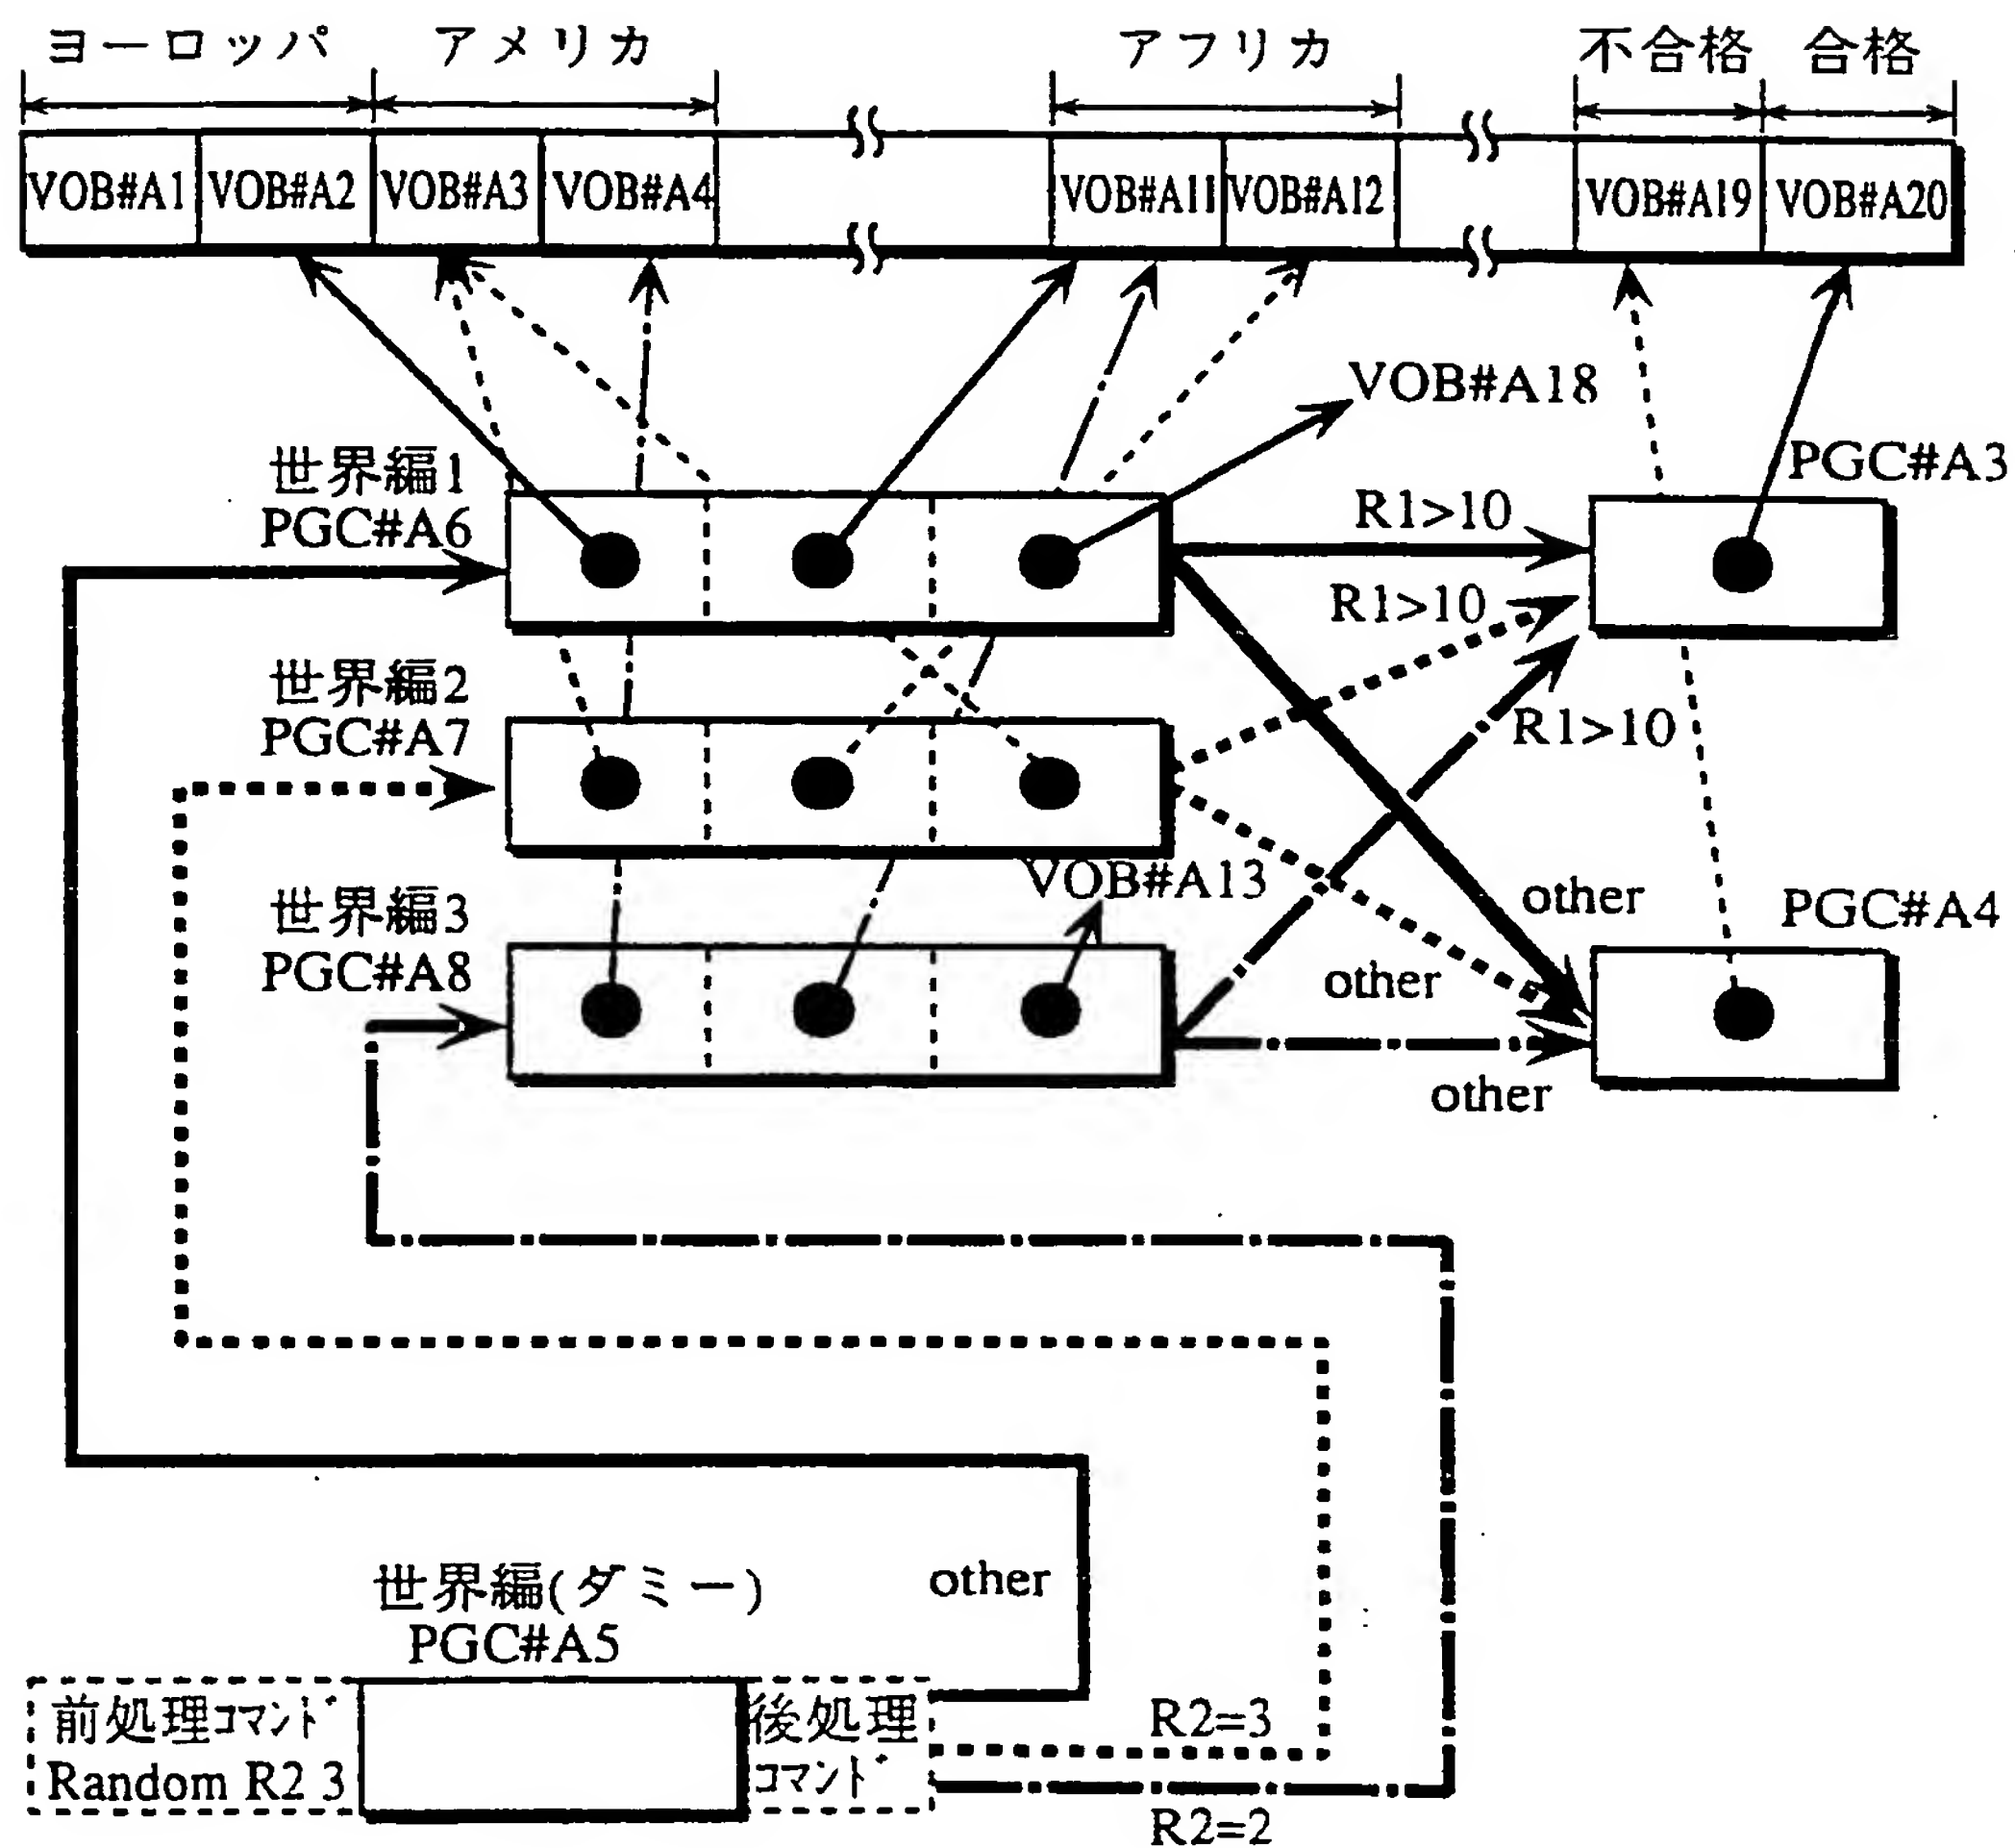 ヨーロッパ
アメリカ
アフリカ
不合格
合格
VOB#A1
VOB#A2
VOB#A3
VOB#A4
VOB#A11
VOB#A12
VOB#A19
VOB#A20
VOB#A18
世界編1
PGC#A6
R1>10
PGC#A3
R1>10
世界編2
PGC#A7
R1>10
VOB#A13
世界編3
PGC#A8
other
PGC#A4
other
other
世界編(ダミー)
PGC#A5
other
前処理コマンド
Random R2 3
後処理
コマンド
R2=3
R2=2